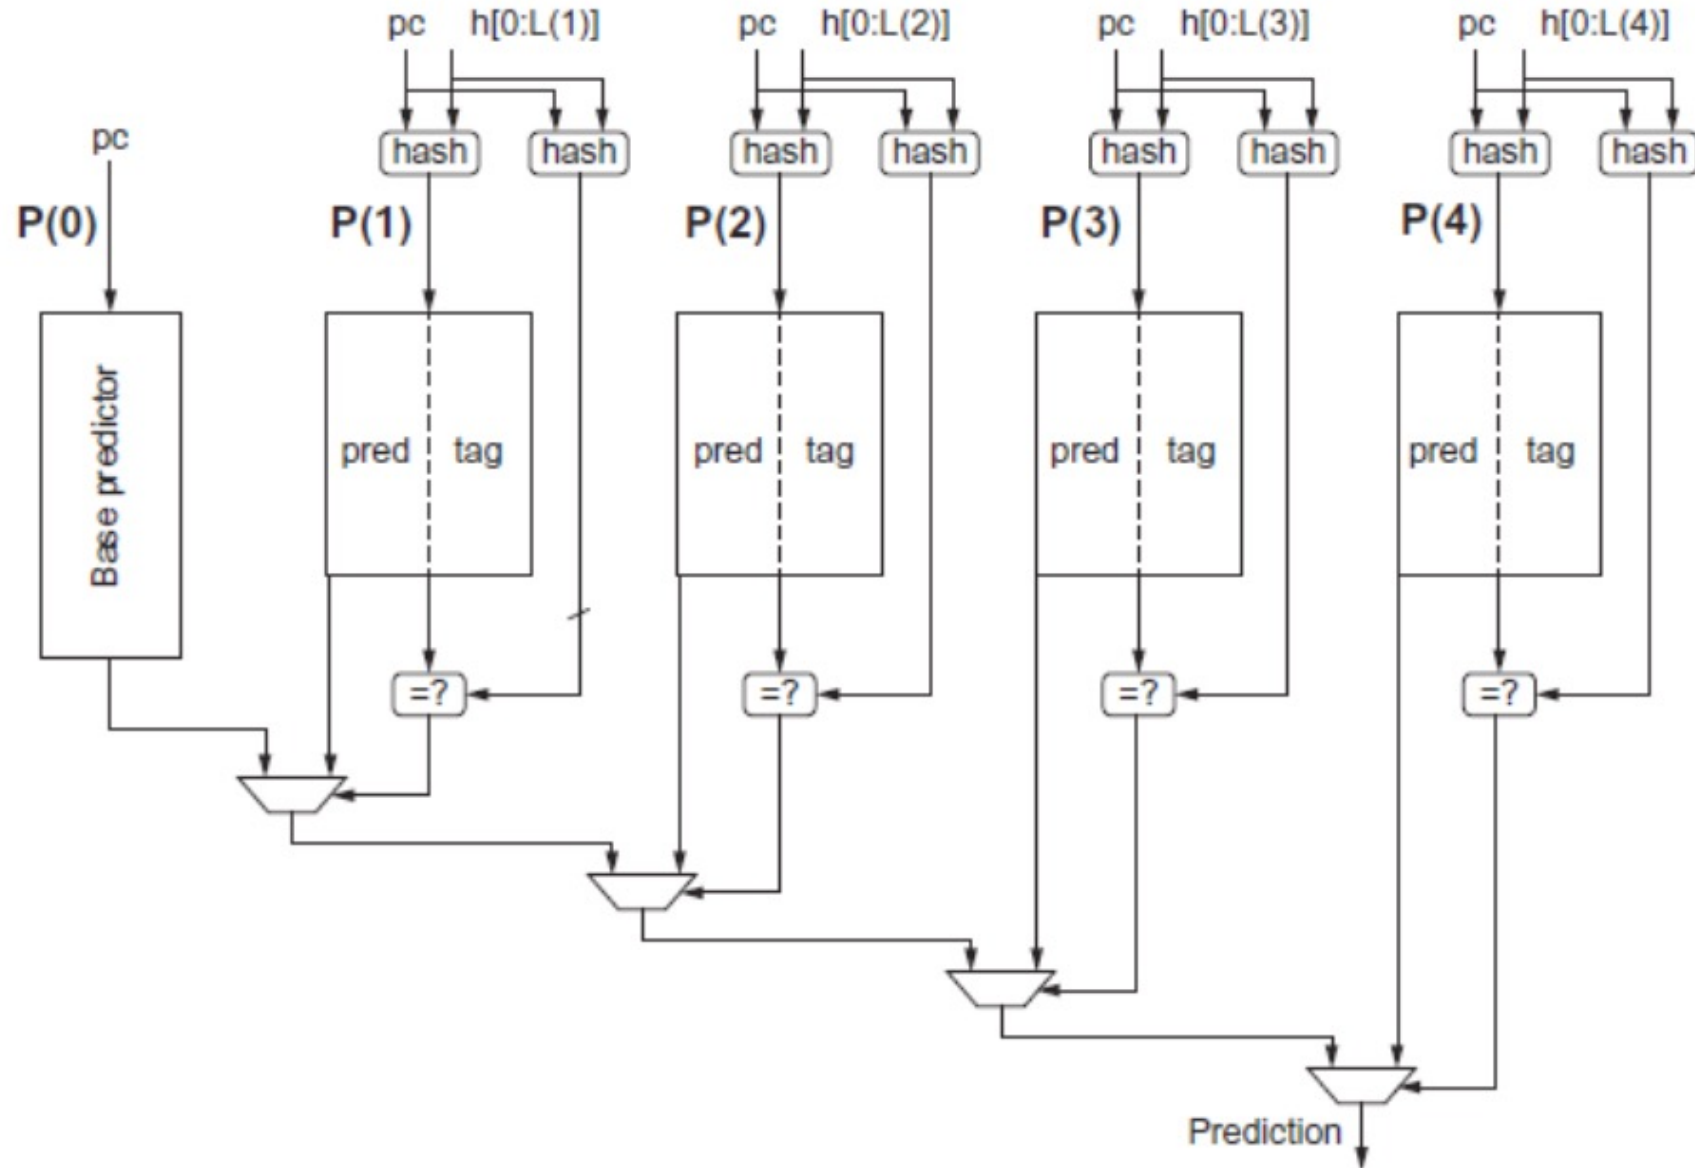 pc h[0:L(1)] pc h[0:L(2)] pc h[0:L(3)] pc h[0:L(4)]
pc hash hash hash hash hash hash hash hash
P(0) P(1) P(2) P(3) P(4)
Base predictor
pred tag pred tag pred tag pred tag
=? =? =? =?
Prediction